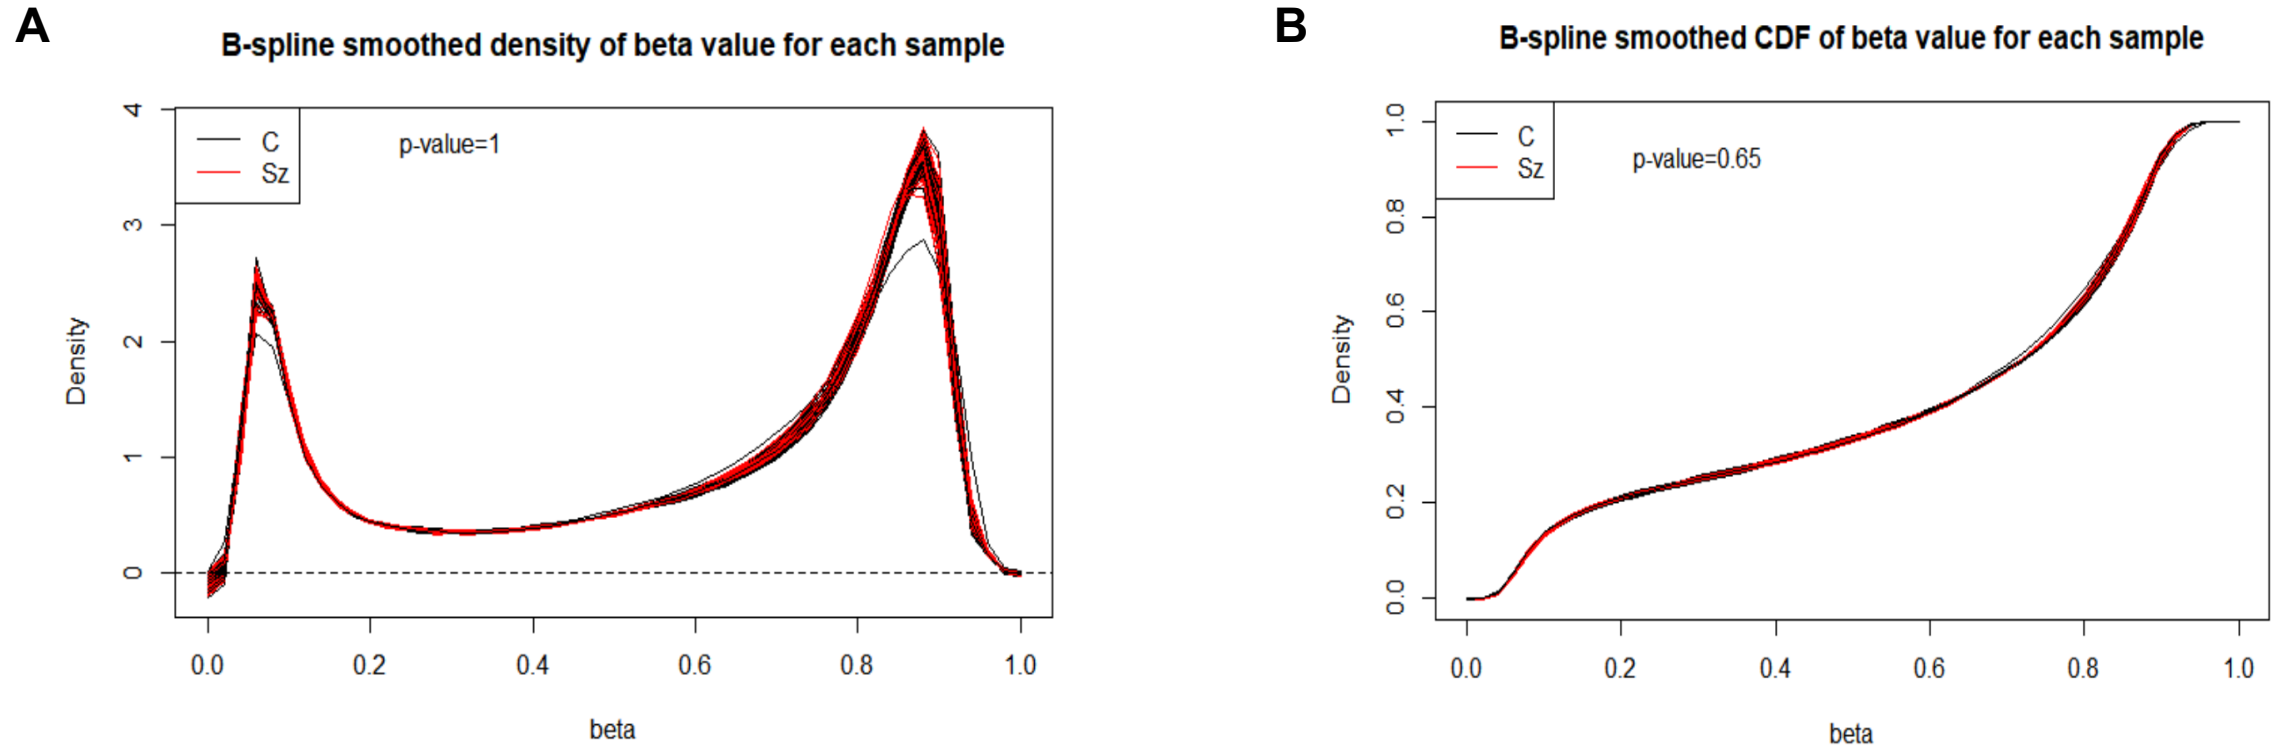 A
B-spline smoothed density of beta value for each sample
C
Sz
p-value=1
Density
4
3
2
1
0
0.0 0.2 0.4 0.6 0.8 1.0
beta
B
B-spline smoothed CDF of beta value for each sample
C
Sz
p-value=0.65
Density
1.0
0.8
0.6
0.4
0.2
0.0
0.0 0.2 0.4 0.6 0.8 1.0
beta